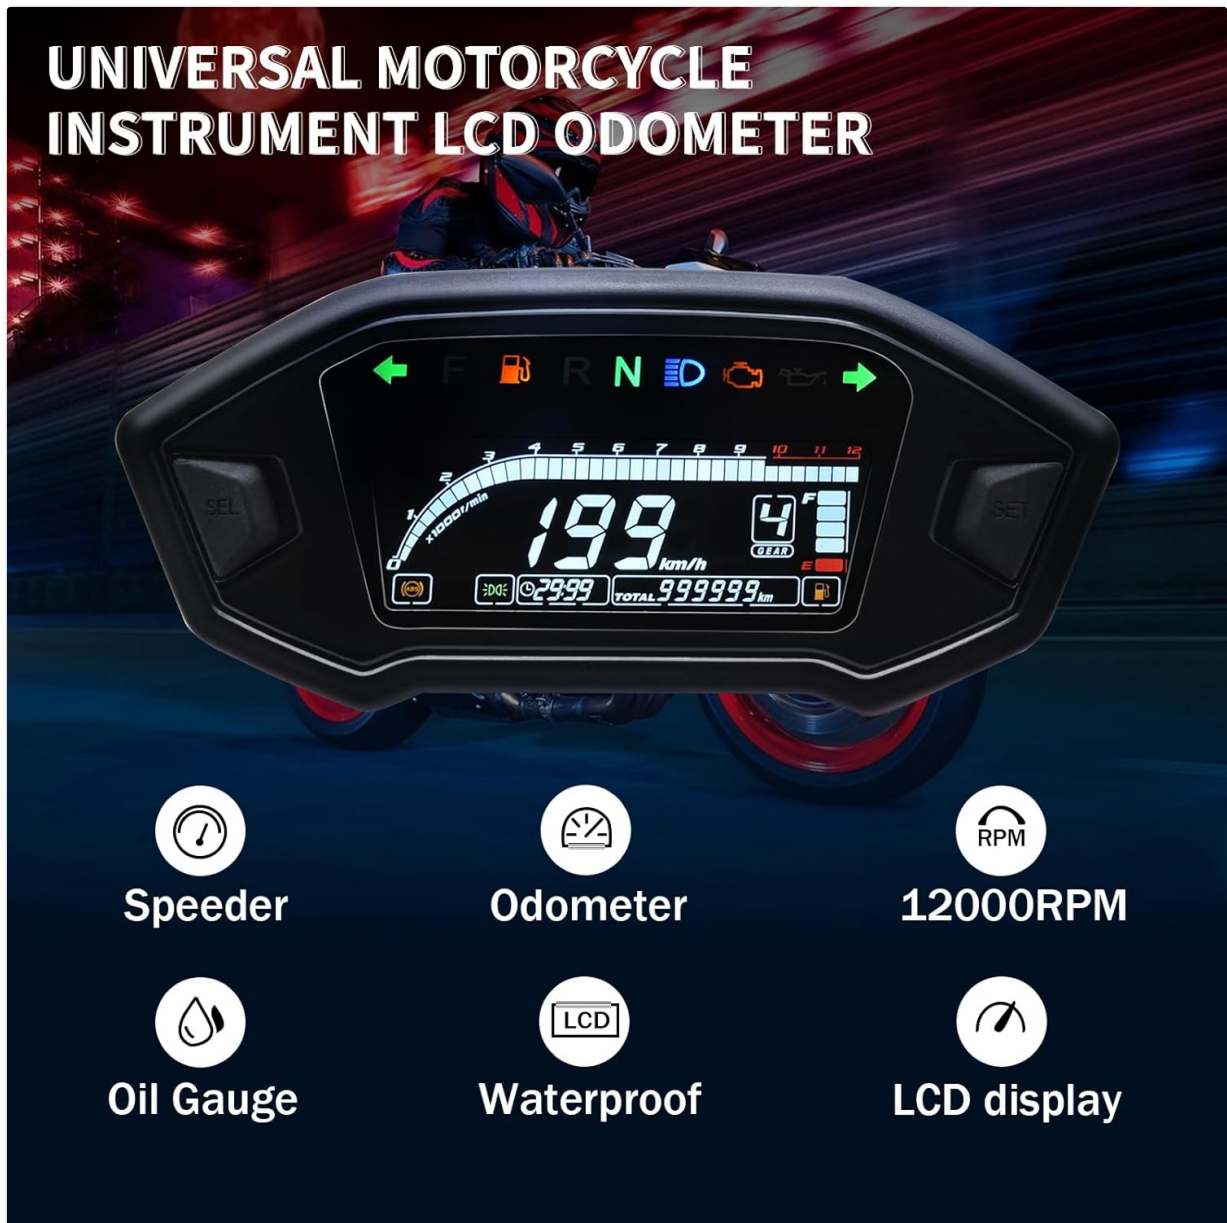 UNIVERSAL MOTORCYCLE
INSTRUMENT LCD ODOMETER
F R N
SEL
SET
0 1 2 3 4 5 6 7 8 9 10 11 12
x1000r/min
199 km/h
4
GEAR
F
E
ABS
29:99
TOTAL 999999 km
RPM
Speeder
Odometer
12000RPM
LCD
Oil Gauge
Waterproof
LCD display